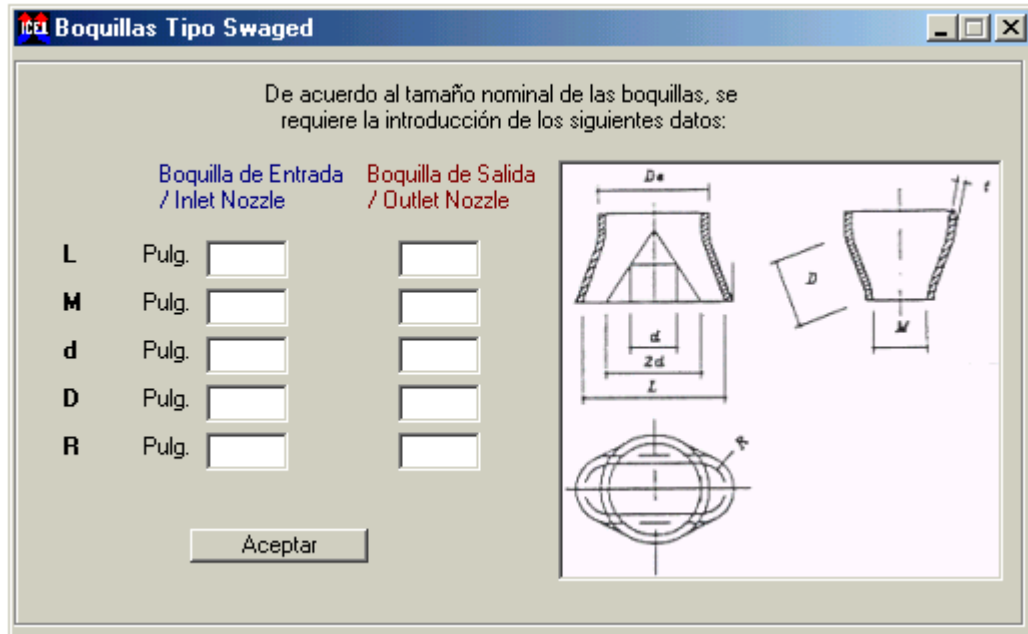 ICEL Boquillas Tipo Swaged
De acuerdo al tamaño nominal de las boquillas, se
requiere la introducción de los siguientes datos:
Boquilla de Entrada
/ Inlet Nozzle
Boquilla de Salida
/ Outlet Nozzle
L Pulg.
M Pulg.
d Pulg.
D Pulg.
R Pulg.
Aceptar
De
t
D
d
2d
L
M
R